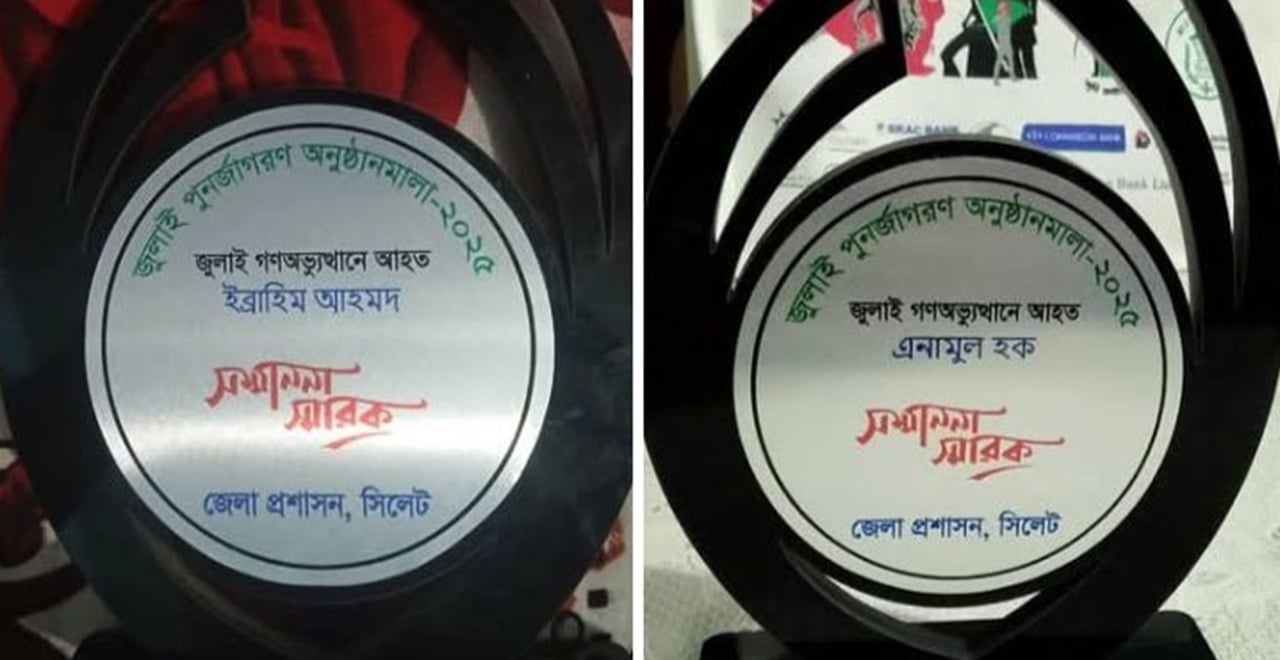 জুলাই পুনর্জাগরণ অনুষ্ঠানমালা-২০২৫
জুলাই গণঅভ্যুত্থানে আহত
ইব্রাহিম আহমদ
সম্মাননা
স্মারক
জেলা প্রশাসন, সিলেট
BRAC BANK
জুলাই পুনর্জাগরণ অনুষ্ঠানমালা-২০২৫
জুলাই গণঅভ্যুত্থানে আহত
এনামুল হক
সম্মাননা
স্মারক
জেলা প্রশাসন, সিলেট